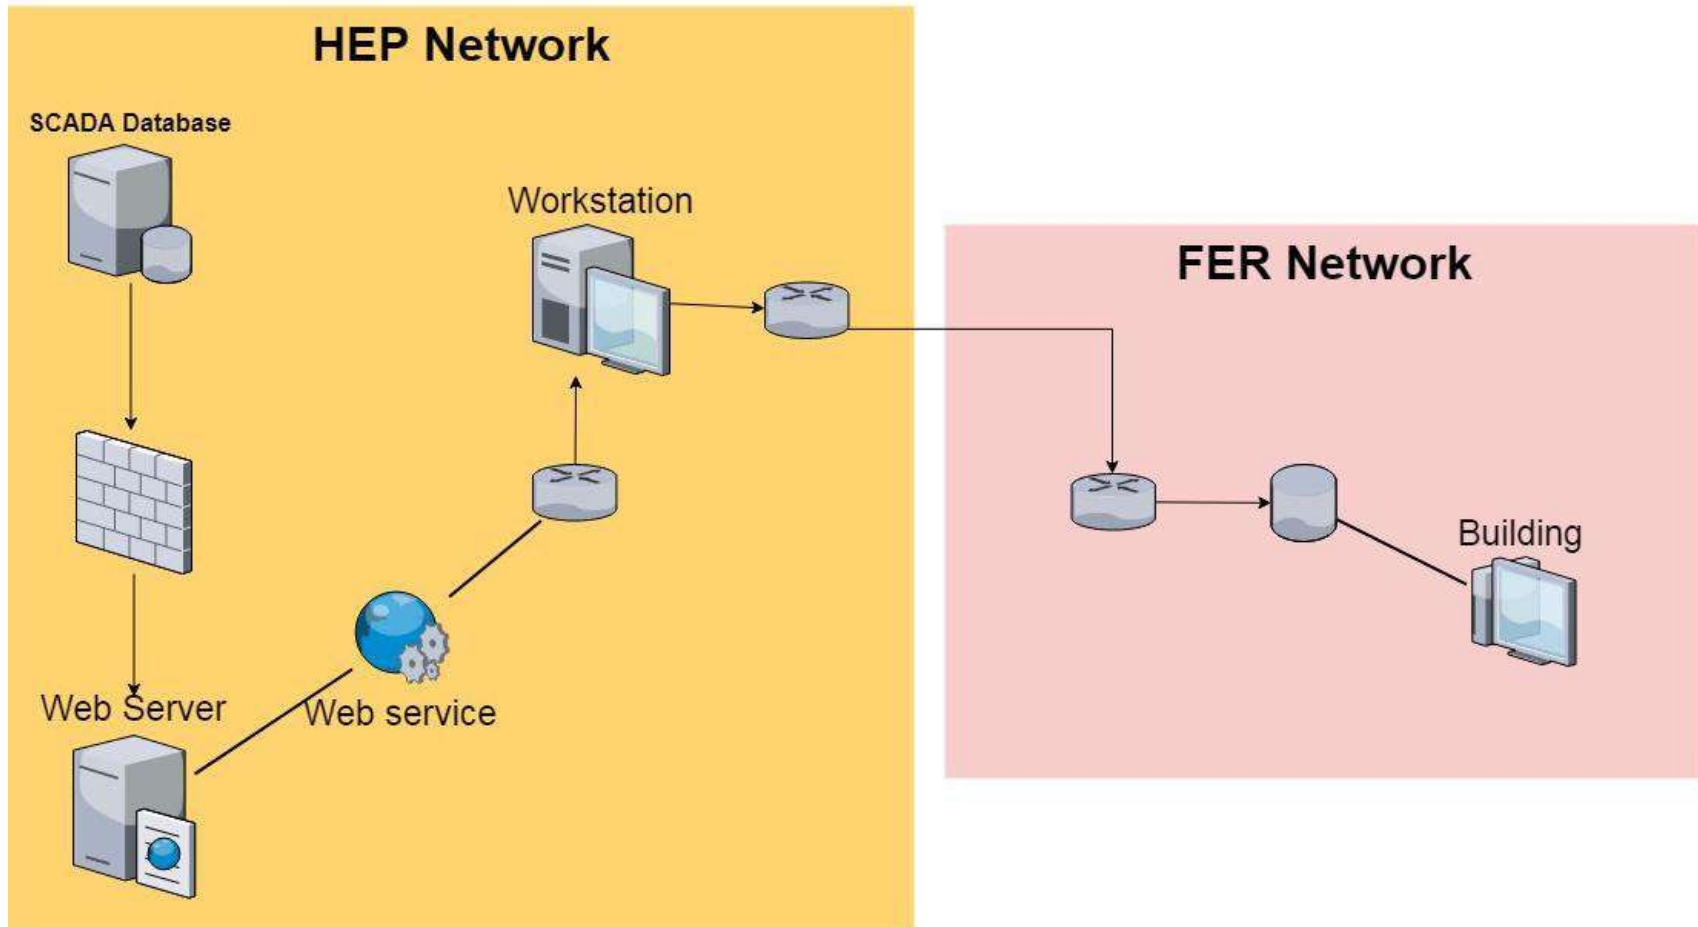 HEP Network
SCADA Database
Workstation
FER Network
Building
Web Server
Web service